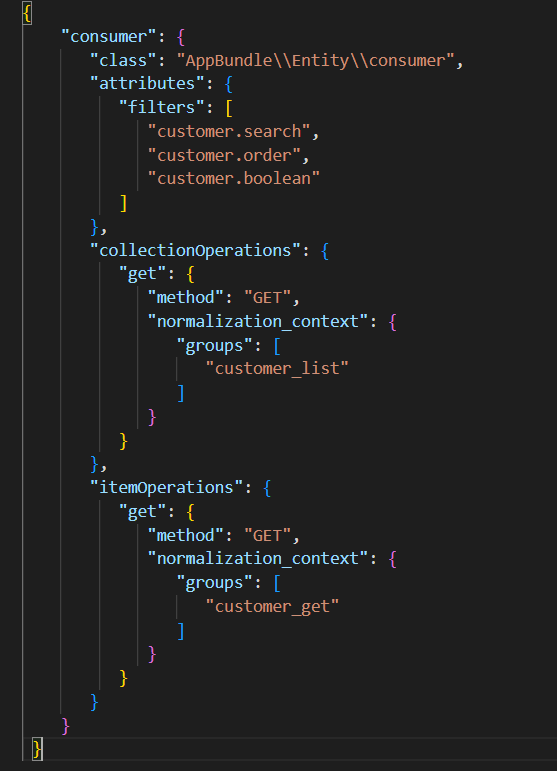 {
    "consumer": {
        "class": "AppBundle\\Entity\\consumer",
        "attributes": {
            "filters": [
                "customer.search",
                "customer.order",
                "customer.boolean"
            ]
        },
        "collectionOperations": {
            "get": {
                "method": "GET",
                "normalization_context": {
                    "groups": [
                        "customer_list"
                    ]
                }
            }
        },
        "itemOperations": {
            "get": {
                "method": "GET",
                "normalization_context": {
                    "groups": [
                        "customer_get"
                    ]
                }
            }
        }
    }
}